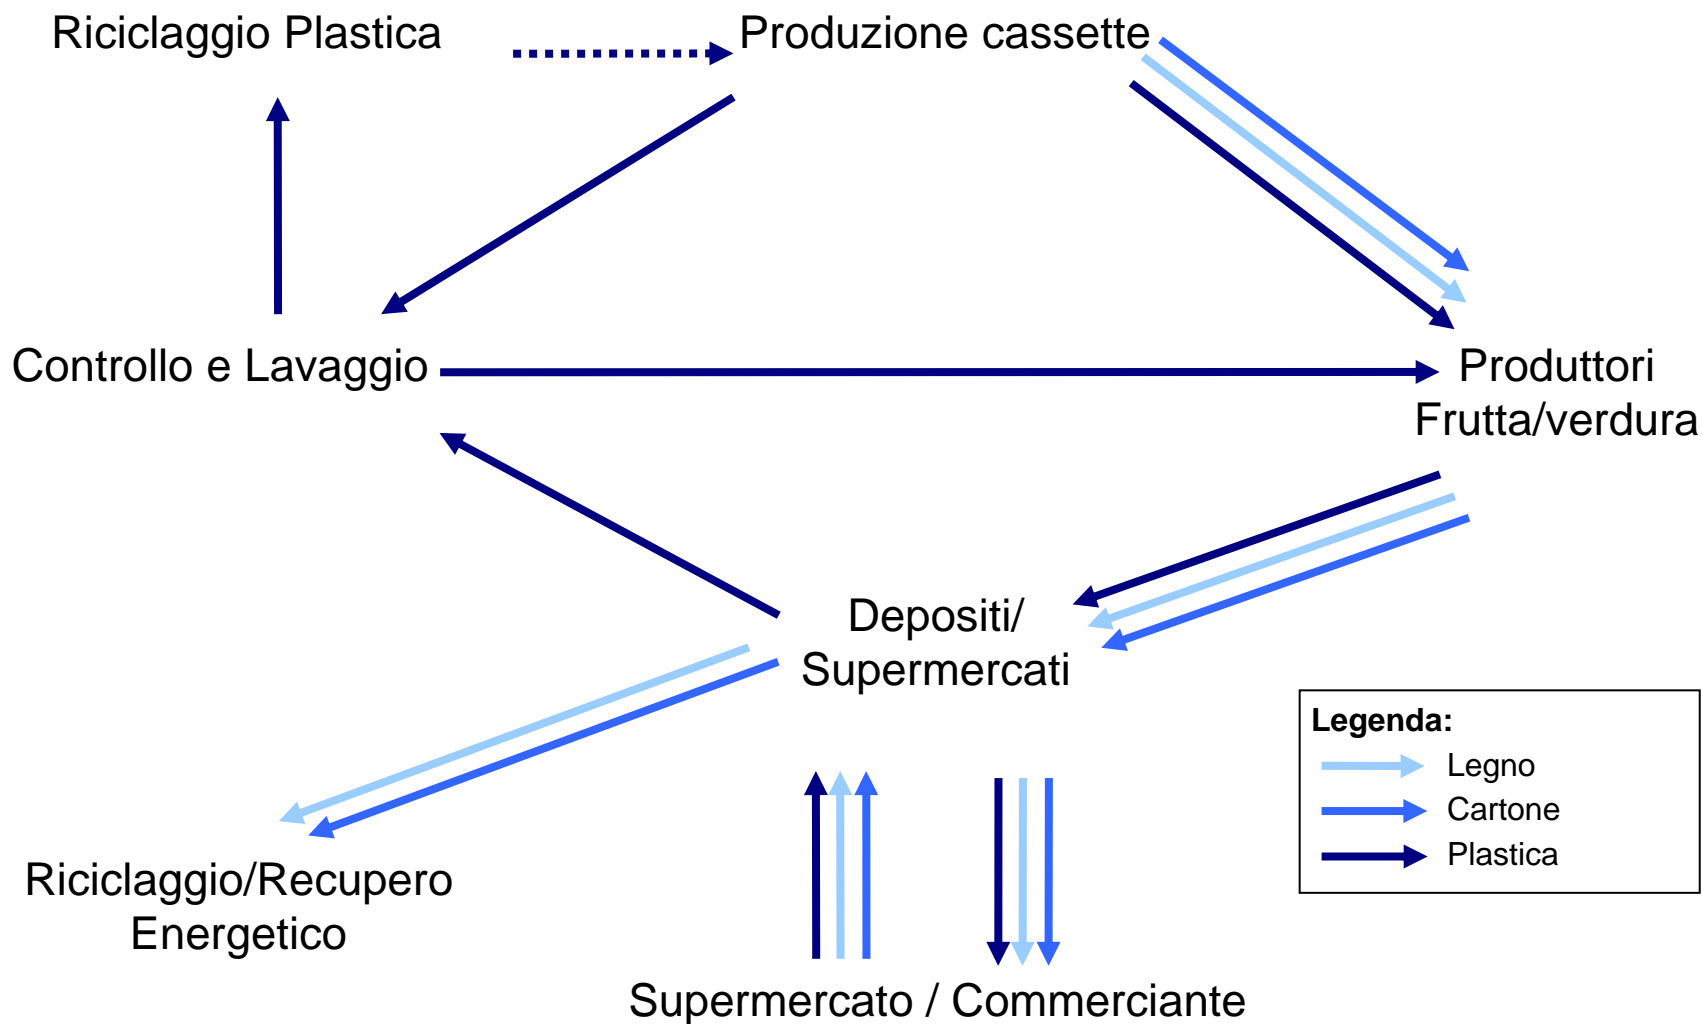 Riciclaggio Plastica
Produzione cassette
Controllo e Lavaggio
Produttori
Frutta/verdura
Depositi/
Supermercati
Legenda:
Legno
Cartone
Plastica
Riciclaggio/Recupero
Energetico
Supermercato / Commerciante